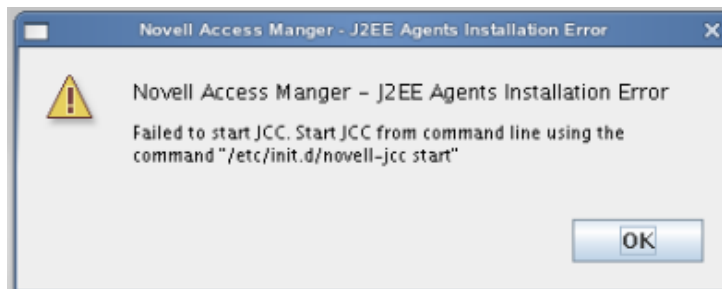 Novell Access Manger - J2EE Agents Installation Error
Novell Access Manger – J2EE Agents Installation Error
Failed to start JCC. Start JCC from command line using the
command "/etc/init.d/novell-jcc start"
OK